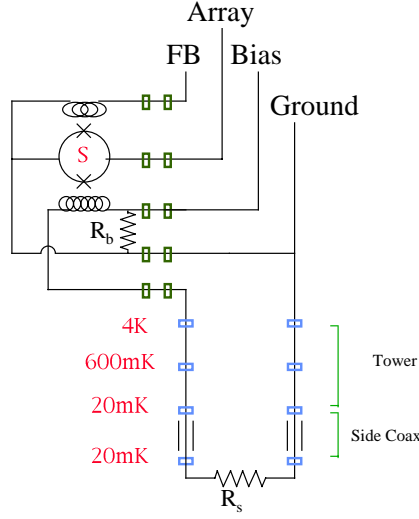 Array
FB Bias
Ground
S
R_b
4K
600mK
Tower
20mK
Side Coax
20mK
R_s